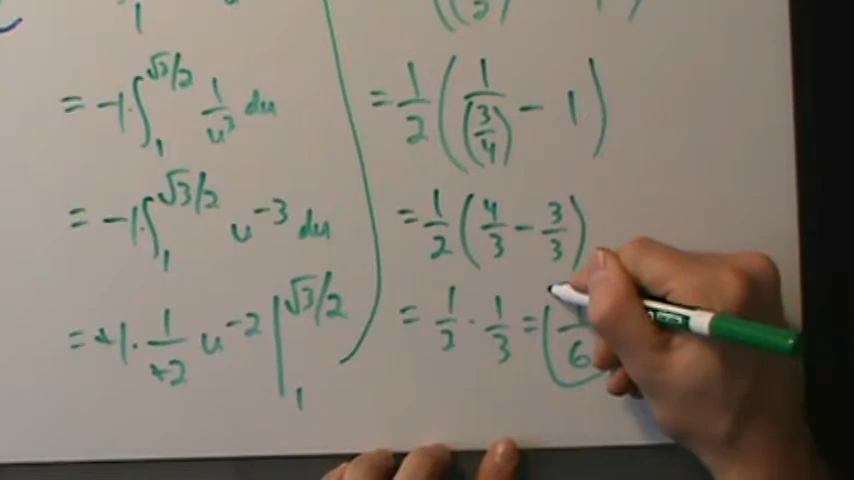 = -1·∫₁^(√3/2) 1/u³ du
= -1·∫₁^(√3/2) u⁻³ du
= +1· 1/+2 u⁻² |₁^(√3/2)
= 1/2 ( 1/(3/4) - 1 )
= 1/2 ( 4/3 - 3/3 )
= 1/2 · 1/3 = 1/6